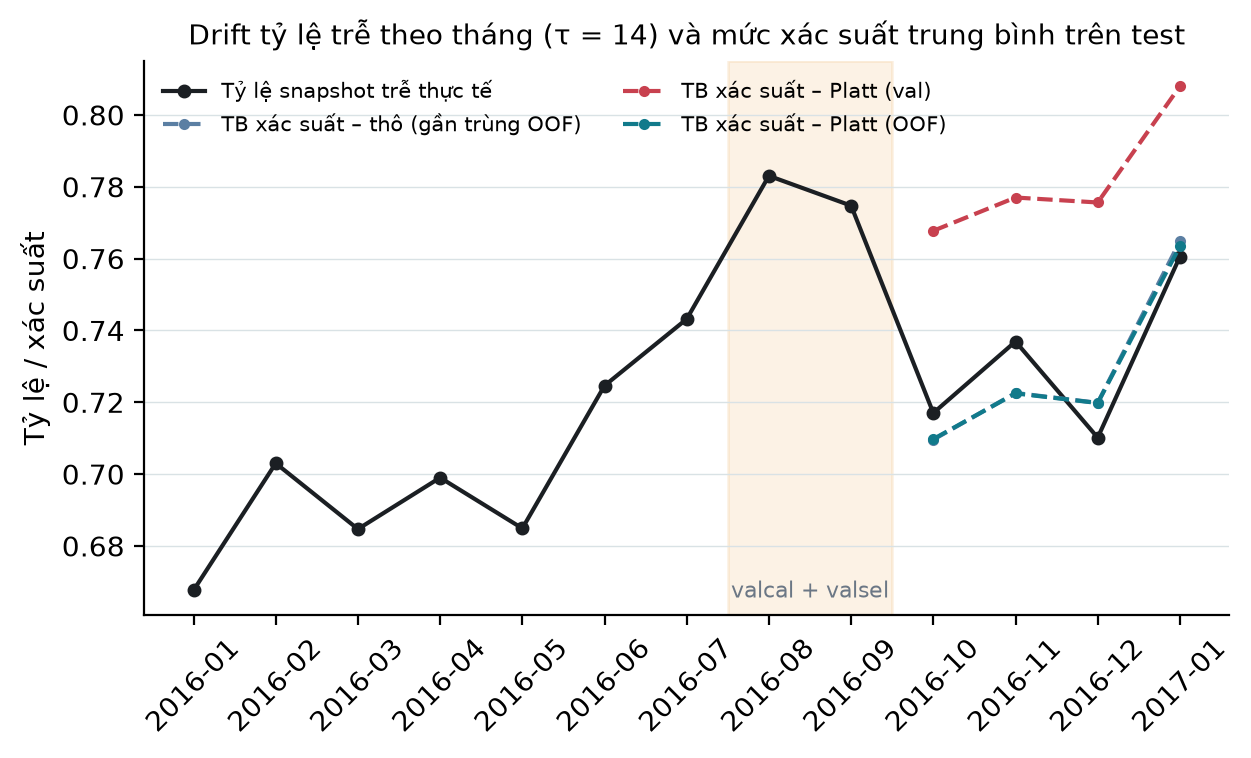 Drift tỷ lệ trễ theo tháng (τ = 14) và mức xác suất trung bình trên test
Tỷ lệ snapshot trễ thực tế
TB xác suất – thô (gần trùng OOF)
TB xác suất – Platt (val)
TB xác suất – Platt (OOF)
Tỷ lệ / xác suất
0.80
0.78
0.76
0.74
0.72
0.70
0.68
valcal + valsel
2016-01
2016-02
2016-03
2016-04
2016-05
2016-06
2016-07
2016-08
2016-09
2016-10
2016-11
2016-12
2017-01